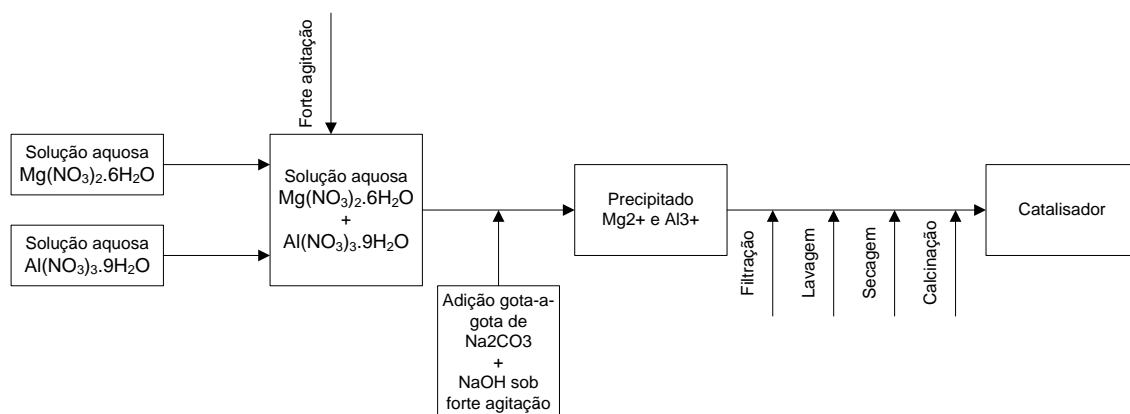 Forte agitação
Solução aquosa
Mg(NO3)2.6H2O
Solução aquosa
Al(NO3)3.9H2O
Solução aquosa
Mg(NO3)2.6H2O
+
Al(NO3)3.9H2O
Adição gota-a-
gota de
Na2CO3
+
NaOH sob
forte agitação
Precipitado
Mg2+ e Al3+
Filtração
Lavagem
Secagem
Calcinação
Catalisador